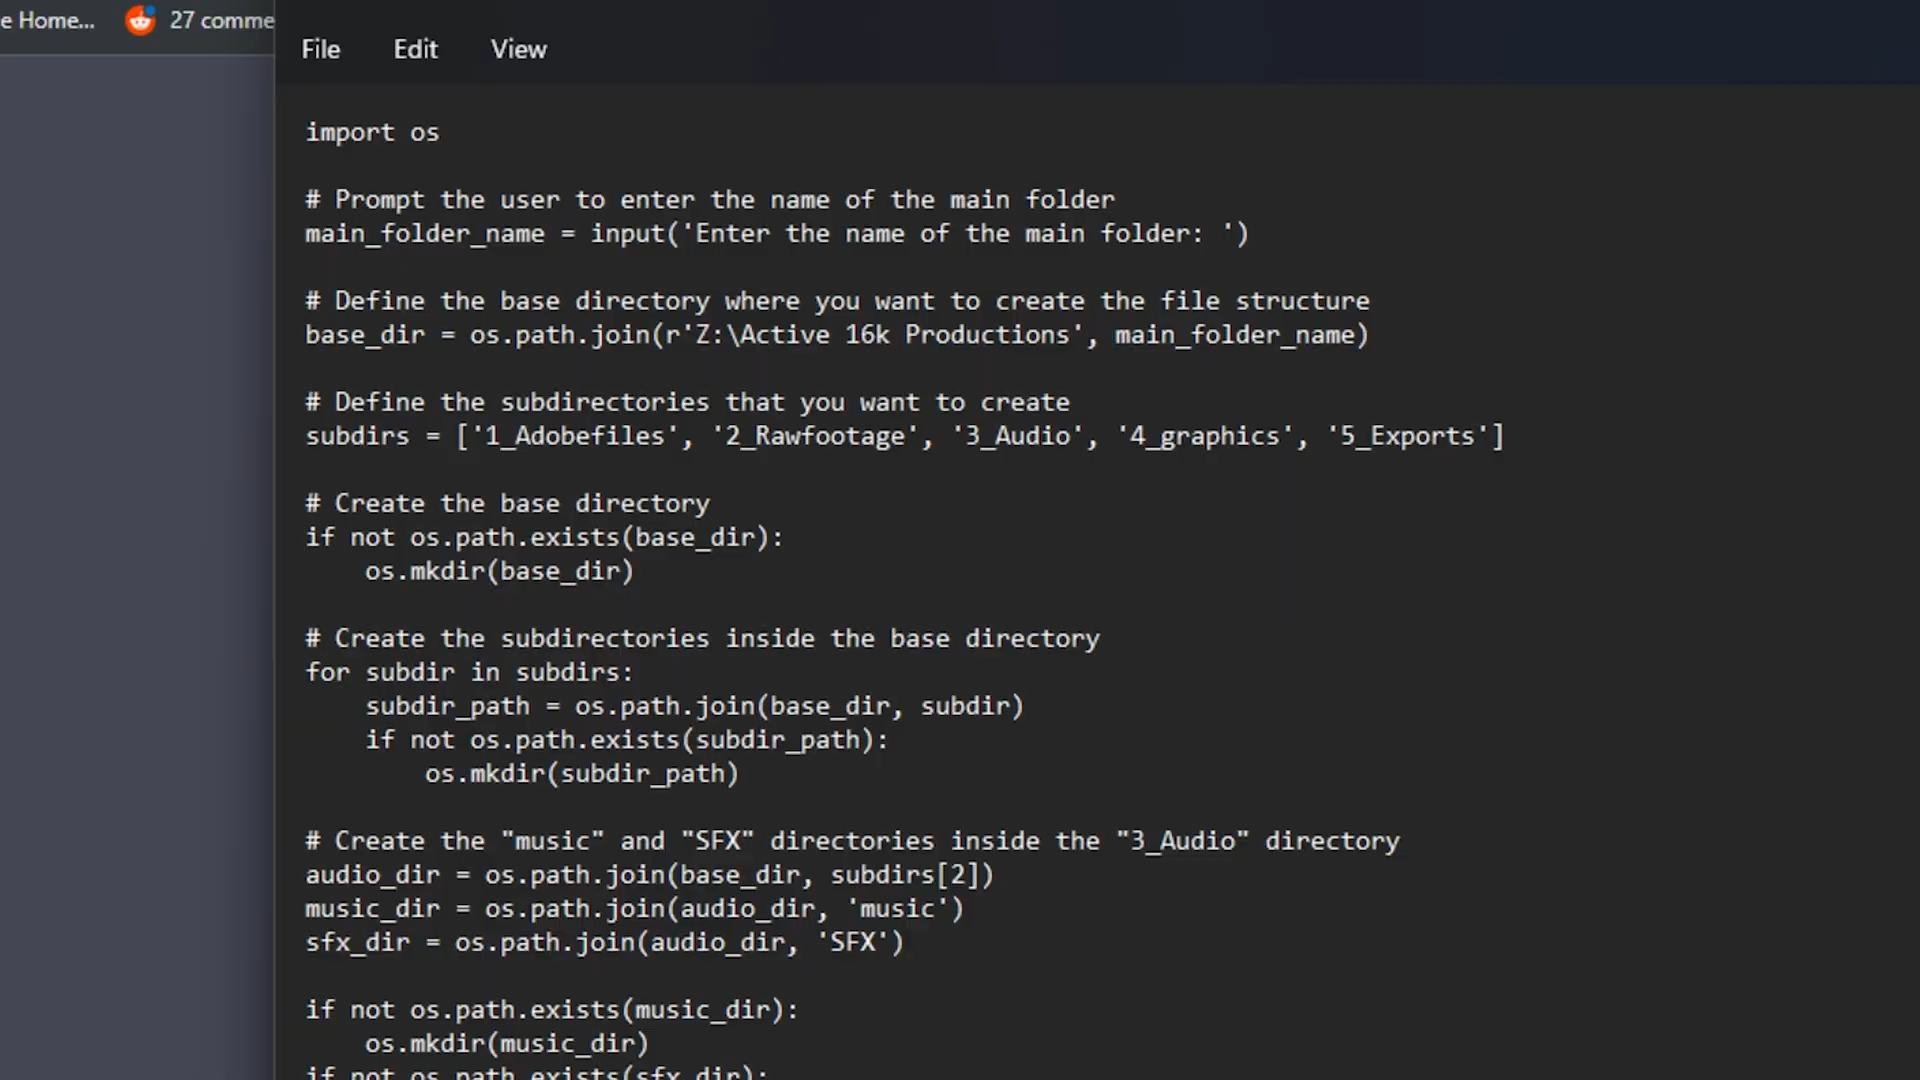 e Home...
27 comme
File Edit View
import os
# Prompt the user to enter the name of the main folder
main_folder_name = input('Enter the name of the main folder: ')
# Define the base directory where you want to create the file structure
base_dir = os.path.join(r'Z:\Active 16k Productions', main_folder_name)
# Define the subdirectories that you want to create
subdirs = ['1_Adobefiles', '2_Rawfootage', '3_Audio', '4_graphics', '5_Exports']
# Create the base directory
if not os.path.exists(base_dir):
    os.mkdir(base_dir)
# Create the subdirectories inside the base directory
for subdir in subdirs:
    subdir_path = os.path.join(base_dir, subdir)
    if not os.path.exists(subdir_path):
        os.mkdir(subdir_path)
# Create the "music" and "SFX" directories inside the "3_Audio" directory
audio_dir = os.path.join(base_dir, subdirs[2])
music_dir = os.path.join(audio_dir, 'music')
sfx_dir = os.path.join(audio_dir, 'SFX')
if not os.path.exists(music_dir):
    os.mkdir(music_dir)
if not os.path.exists(sfx_dir):